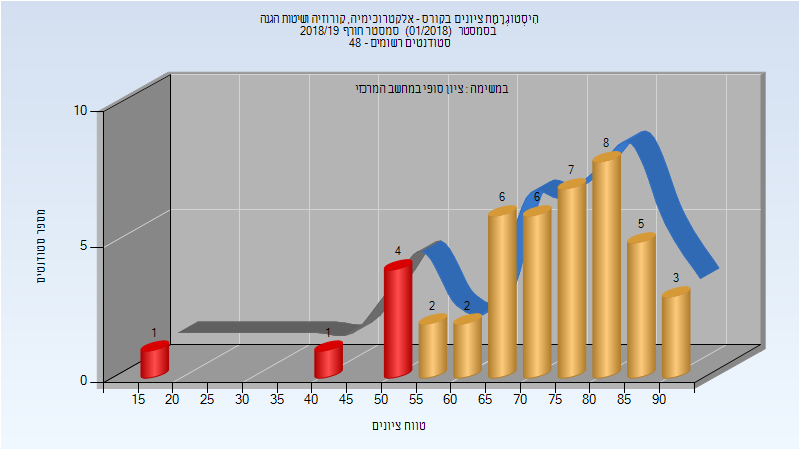 הִיסְטוֹגְרָמַת ציונים בקורס - אלקטרוכימיה, קורוזיה ושיטות הגנה
בסמסטר (01/2018) סמסטר חורף 2018/19
סטודנטים רשומים - 48
במשימה : ציון סופי במחשב המרכזי
מספר סטודנטים
10
5
0
1
1
4
2
2
6
6
7
8
5
3
15 20 25 30 35 40 45 50 55 60 65 70 75 80 85 90
טווח ציונים